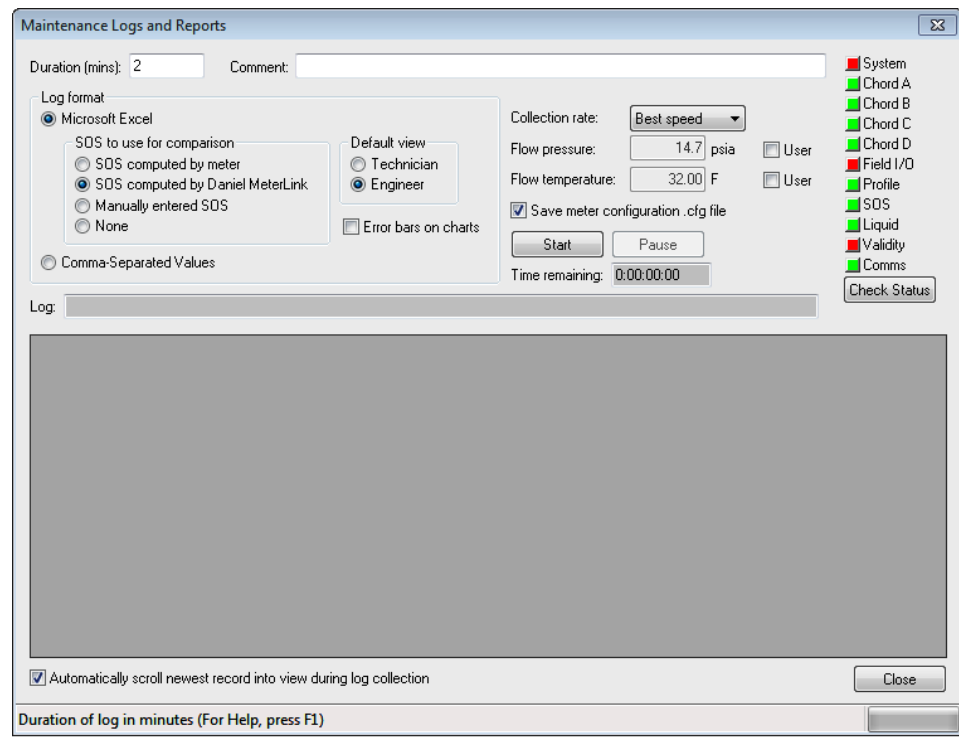 Maintenance Logs and Reports
Duration (mins): 2 Comment:
Log format
Microsoft Excel
SOS to use for comparison
SOS computed by meter
SOS computed by Daniel MeterLink
Manually entered SOS
None
Default view
Technician
Engineer
Error bars on charts
Comma-Separated Values
Collection rate: Best speed
Flow pressure: 14.7 psia User
Flow temperature: 32.00 F User
Save meter configuration .cfg file
Start Pause
Time remaining: 0:00:00:00
System
Chord A
Chord B
Chord C
Chord D
Field I/O
Profile
SOS
Liquid
Validity
Comms
Check Status
Log:
Automatically scroll newest record into view during log collection
Close
Duration of log in minutes (For Help, press F1)